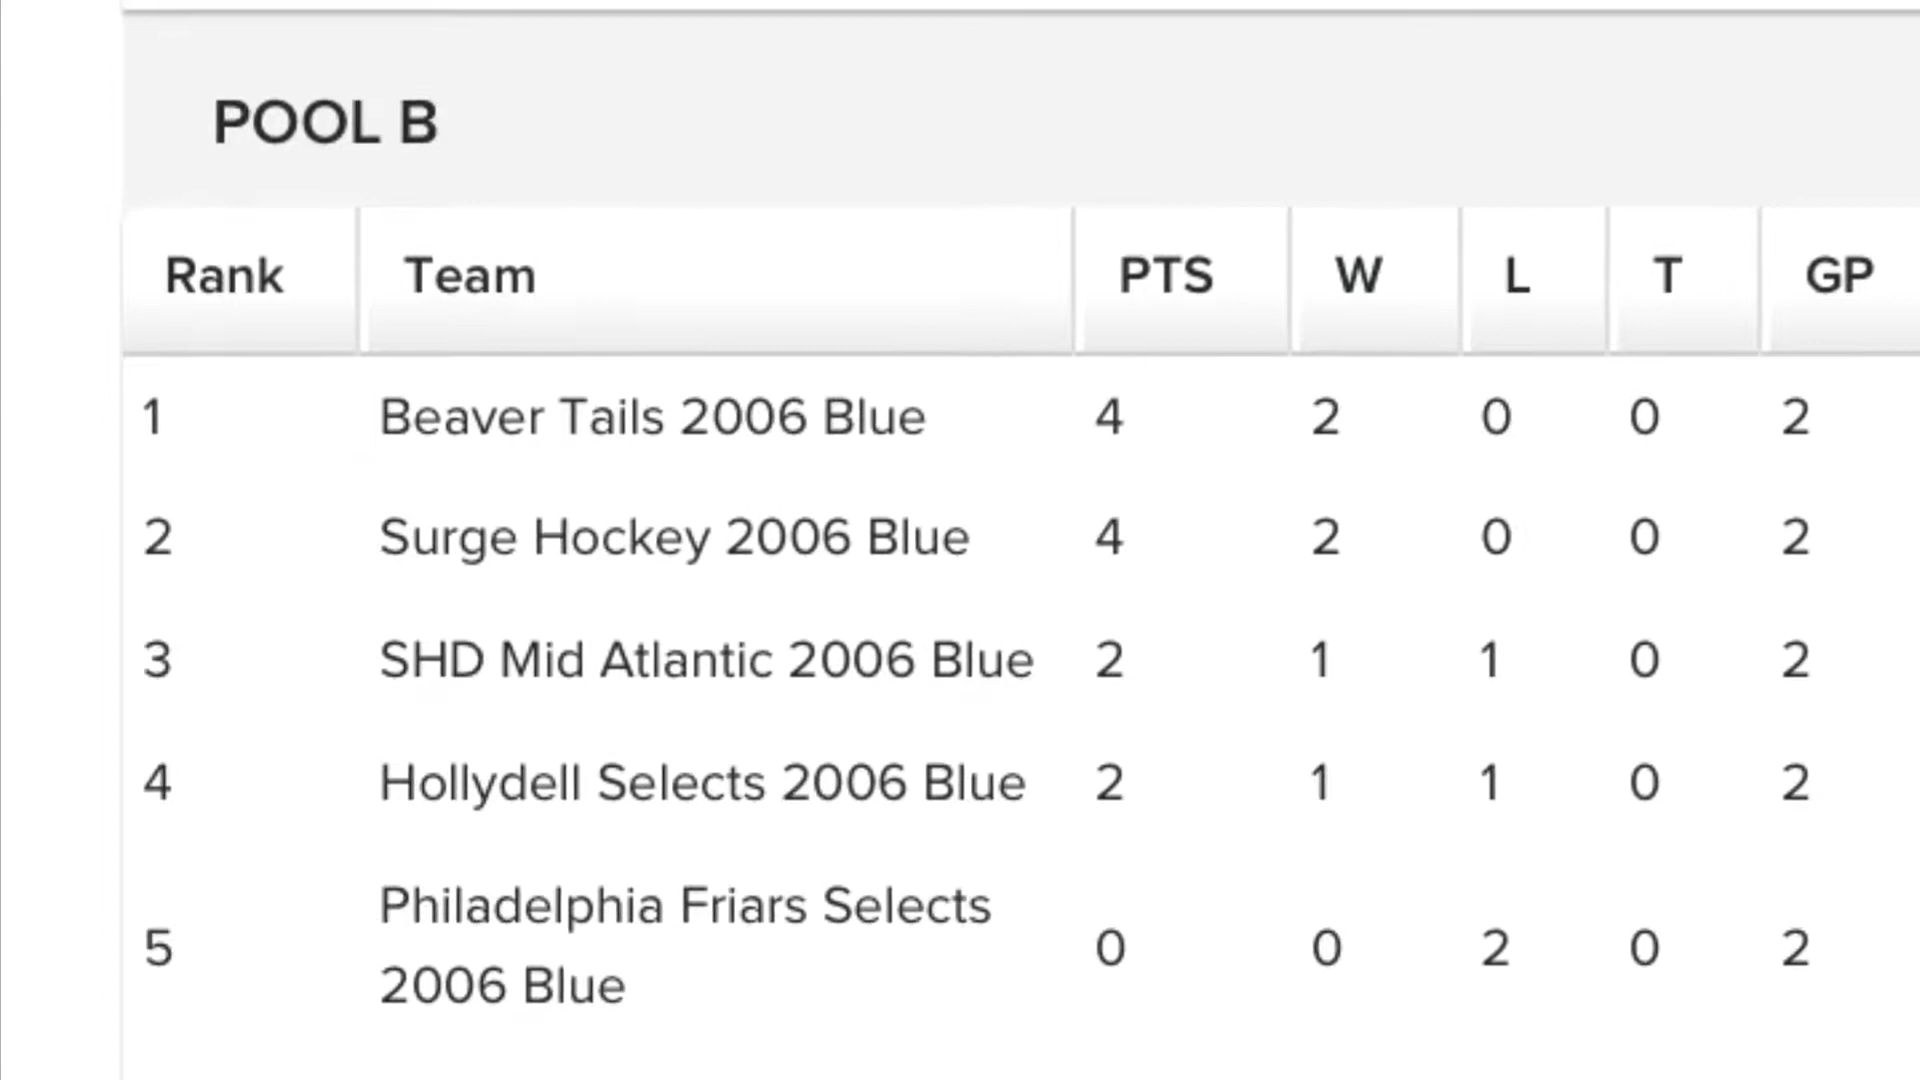 POOL B
Rank Team PTS W L T GP
1 Beaver Tails 2006 Blue 4 2 0 0 2
2 Surge Hockey 2006 Blue 4 2 0 0 2
3 SHD Mid Atlantic 2006 Blue 2 1 1 0 2
4 Hollydell Selects 2006 Blue 2 1 1 0 2
Philadelphia Friars Selects
5 0 0 2 0 2
2006 Blue